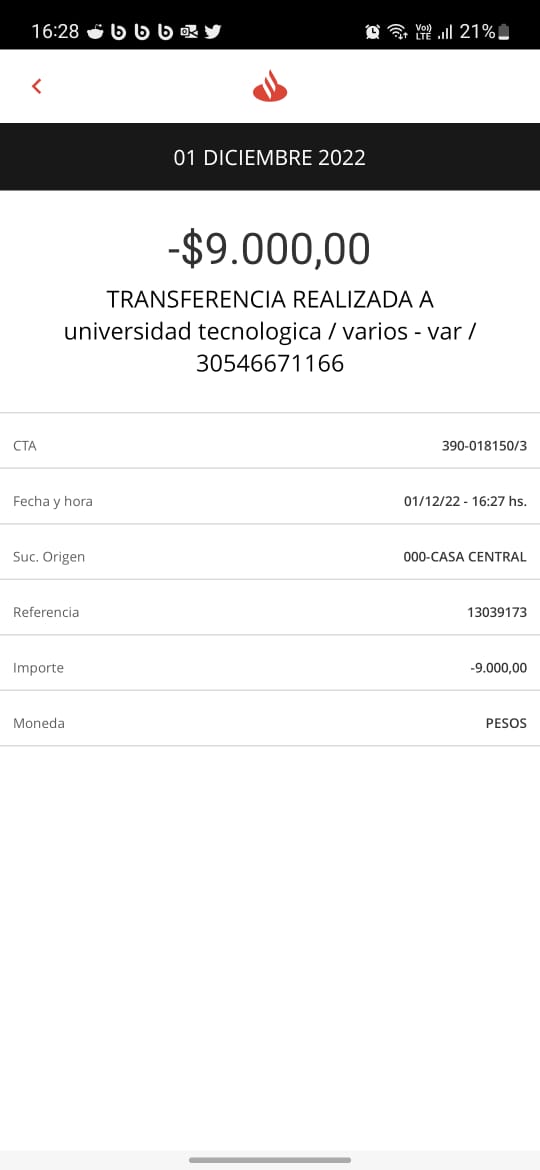 16:28
Vo))
LTE
21%
01 DICIEMBRE 2022
-$9.000,00
TRANSFERENCIA REALIZADA A
universidad tecnologica / varios - var /
30546671166
CTA 390-018150/3
Fecha y hora 01/12/22 - 16:27 hs.
Suc. Origen 000-CASA CENTRAL
Referencia 13039173
Importe -9.000,00
Moneda PESOS